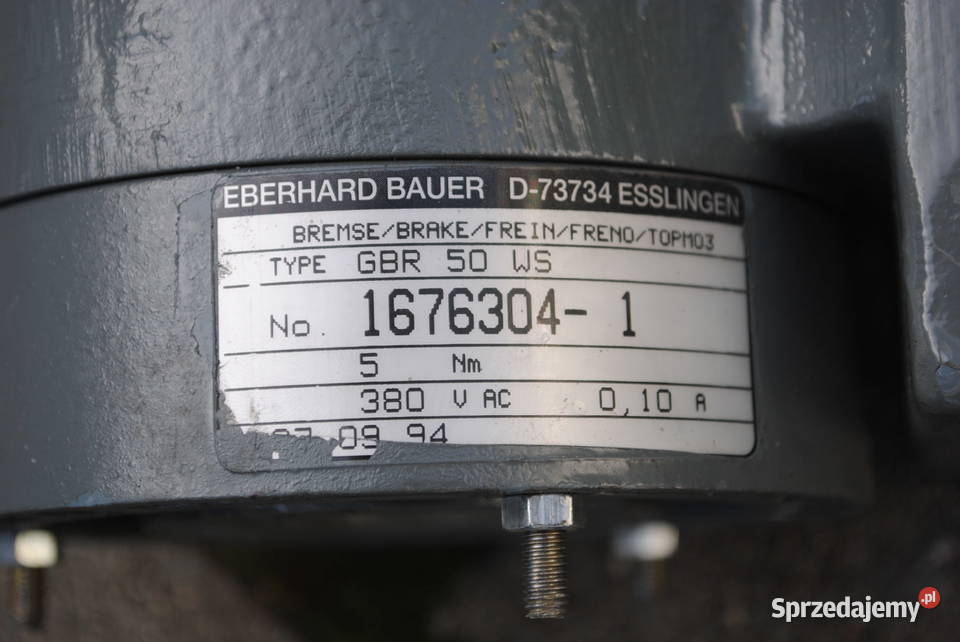 EBERHARD BAUER D-73734 ESSLINGEN
BREMSE/BRAKE/FREIN/FRENO/TOPMO3
TYPE GBR 50 WS
No. 1676304- 1
5 Nm
380 V AC 0,10 A
09 94
Sprzedajemy.pl